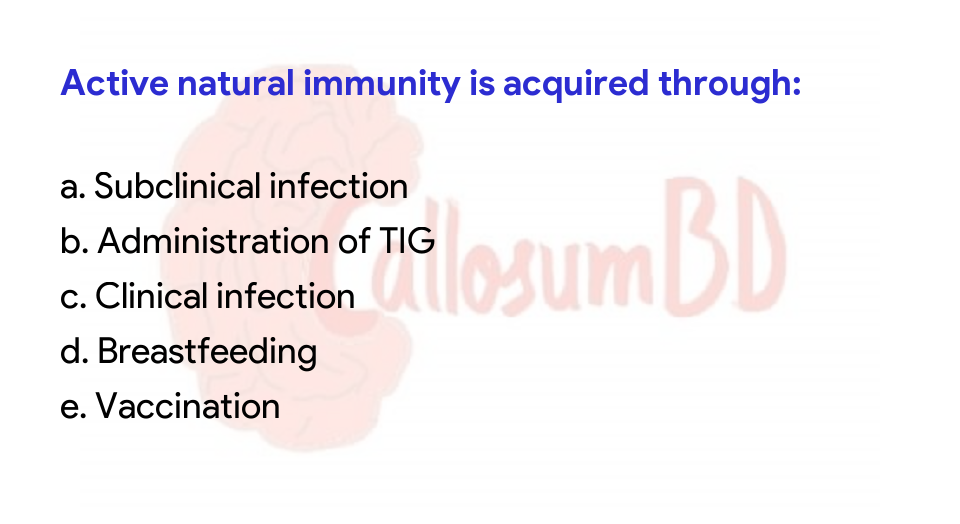 Active natural immunity is acquired through:
a. Subclinical infection
b. Administration of TIG
c. Clinical infection
d. Breastfeeding
e. Vaccination
CallosumBD